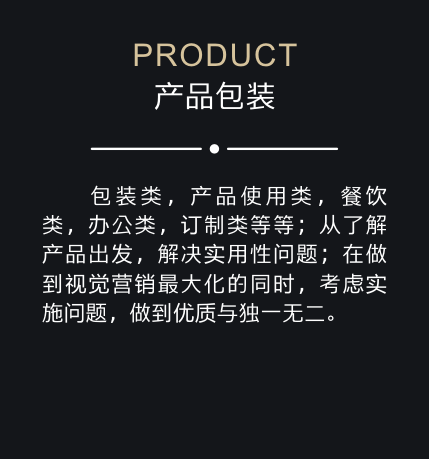 PRODUCT
产品包装
包装类，产品使用类，餐饮
类，办公类，订制类等等；从了解
产品出发，解决实用性问题；在做
到视觉营销最大化的同时，考虑实
施问题，做到优质与独一无二。